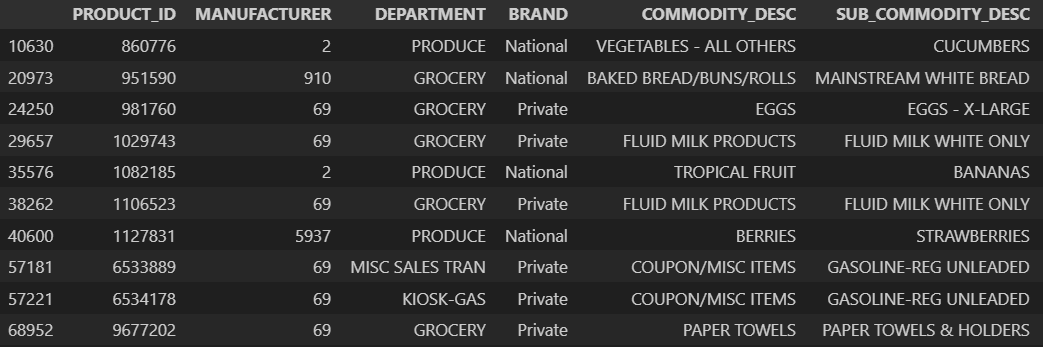 PRODUCT_ID MANUFACTURER DEPARTMENT BRAND COMMODITY_DESC SUB_COMMODITY_DESC
10630 860776 2 PRODUCE National VEGETABLES - ALL OTHERS CUCUMBERS
20973 951590 910 GROCERY National BAKED BREAD/BUNS/ROLLS MAINSTREAM WHITE BREAD
24250 981760 69 GROCERY Private EGGS EGGS - X-LARGE
29657 1029743 69 GROCERY Private FLUID MILK PRODUCTS FLUID MILK WHITE ONLY
35576 1082185 2 PRODUCE National TROPICAL FRUIT BANANAS
38262 1106523 69 GROCERY Private FLUID MILK PRODUCTS FLUID MILK WHITE ONLY
40600 1127831 5937 PRODUCE National BERRIES STRAWBERRIES
57181 6533889 69 MISC SALES TRAN Private COUPON/MISC ITEMS GASOLINE-REG UNLEADED
57221 6534178 69 KIOSK-GAS Private COUPON/MISC ITEMS GASOLINE-REG UNLEADED
68952 9677202 69 GROCERY Private PAPER TOWELS PAPER TOWELS & HOLDERS